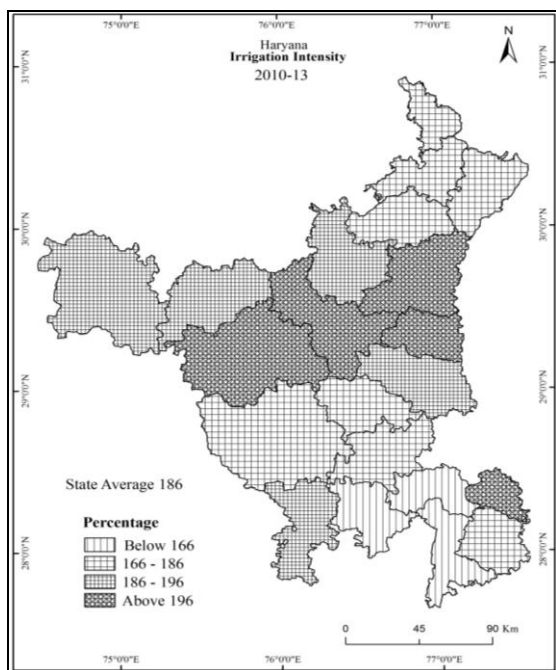 75°0'0"E 76°0'0"E 77°0'0"E
Haryana
Irrigation Intensity
2010-13
N
31°0'0"N 31°0'0"N
30°0'0"N 30°0'0"N
29°0'0"N 29°0'0"N
28°0'0"N 28°0'0"N
State Average 186
Percentage
Below 166
166 - 186
186 - 196
Above 196
0 45 90 Km
75°0'0"E 76°0'0"E 77°0'0"E